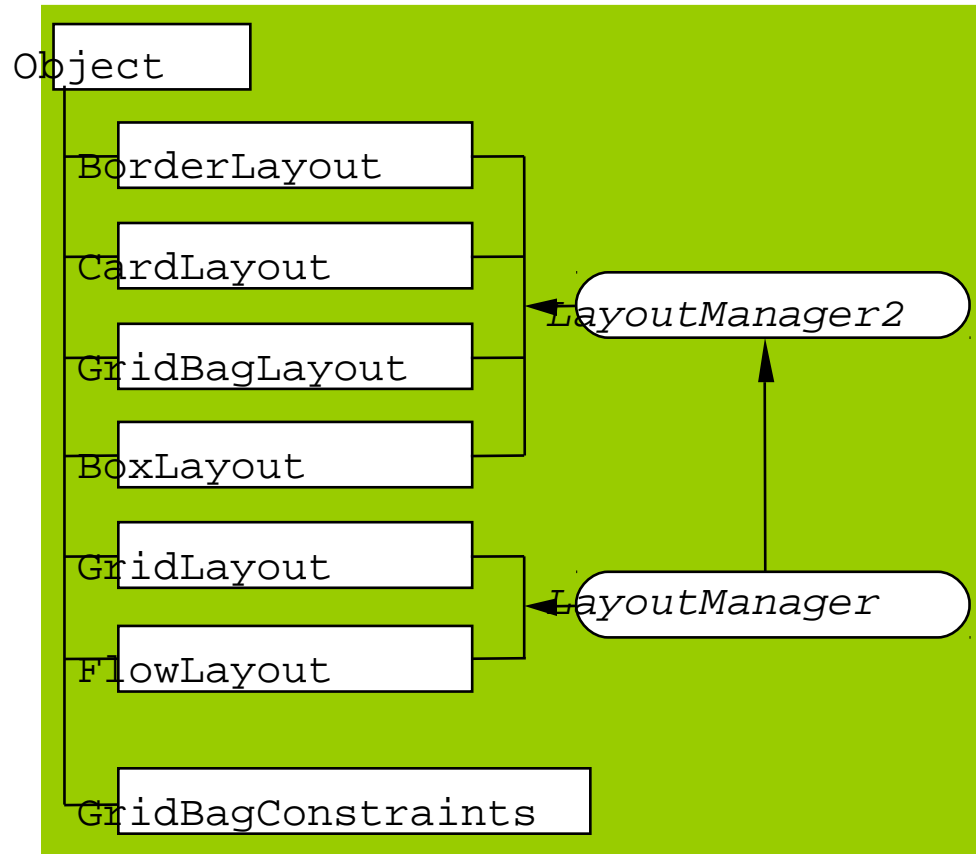 Object
BorderLayout
CardLayout
LayoutManager2
GridBagLayout
BoxLayout
GridLayout
LayoutManager
FlowLayout
GridBagConstraints